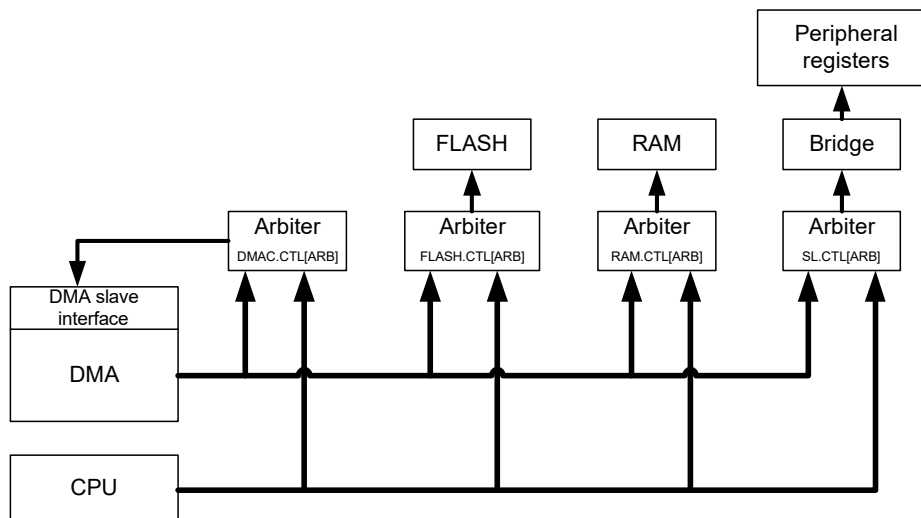 Peripheral
registers
FLASH
RAM
Bridge
Arbiter
DMAC.CTL[ARB]
Arbiter
FLASH.CTL[ARB]
Arbiter
RAM.CTL[ARB]
Arbiter
SL.CTL[ARB]
DMA slave
interface
DMA
CPU